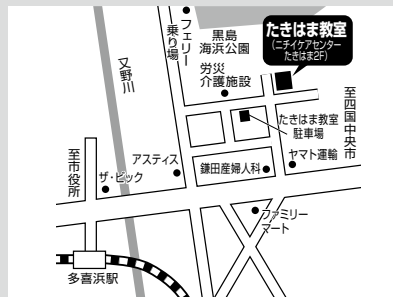 たきはま教室
(ニチイケアセンター
たきはま2F)
フェリー
乗り場
黒島
海浜公園
労災
介護施設
又野川
至四国中央市
たきはま教室
駐車場
アスティス
鎌田産婦人科
ヤマト運輸
至市役所
ザ・ビック
ファミリー
マート
多喜浜駅